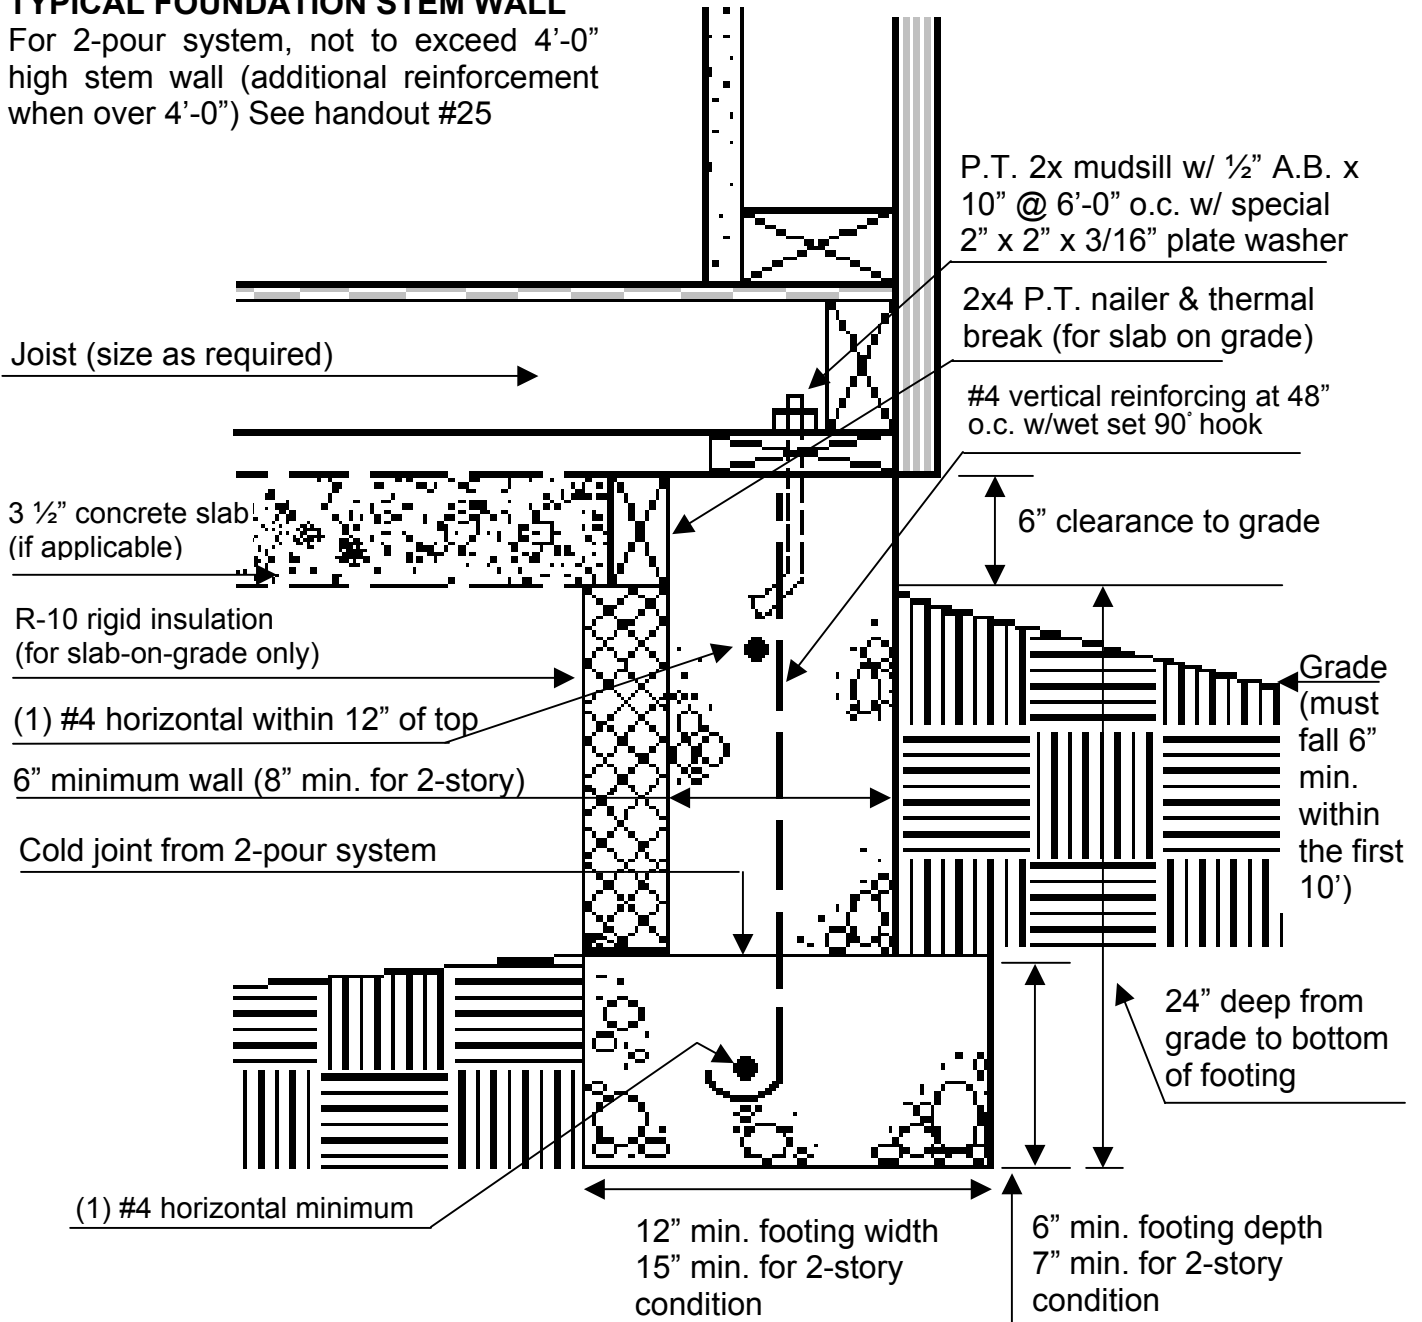 TYPICAL FOUNDATION STEM WALL
For 2-pour system, not to exceed 4’-0”
high stem wall (additional reinforcement
when over 4’-0”) See handout #25
P.T. 2x mudsill w/ ½” A.B. x
10” @ 6’-0” o.c. w/ special
2” x 2” x 3/16” plate washer
2x4 P.T. nailer & thermal
break (for slab on grade)
Joist (size as required)
#4 vertical reinforcing at 48”
o.c. w/wet set 90° hook
3 ½” concrete slab
(if applicable)
6” clearance to grade
R-10 rigid insulation
(for slab-on-grade only)
Grade
(must
fall 6”
min.
within
the first
10’)
(1) #4 horizontal within 12” of top
6” minimum wall (8” min. for 2-story)
Cold joint from 2-pour system
24” deep from
grade to bottom
of footing
(1) #4 horizontal minimum
12” min. footing width
15” min. for 2-story
condition
6” min. footing depth
7” min. for 2-story
condition